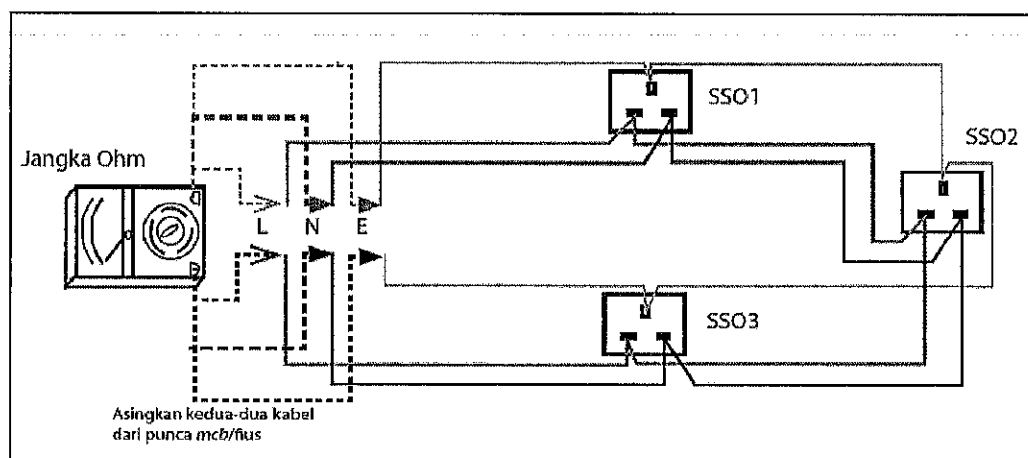 SSO1
SSO2
Jangka Ohm
L N E
SSO3
Asingkan kedua-dua kabel
dari punca mcb/fius